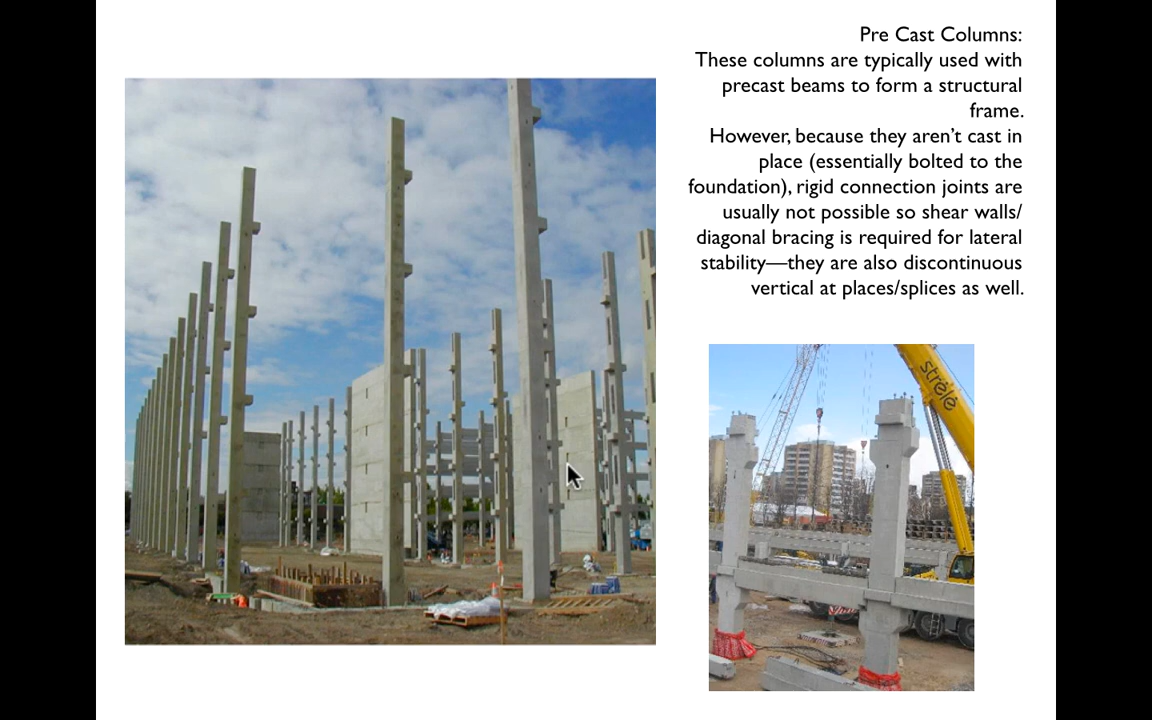 Pre Cast Columns:
These columns are typically used with
precast beams to form a structural
frame.
However, because they aren’t cast in
place (essentially bolted to the
foundation), rigid connection joints are
usually not possible so shear walls/
diagonal bracing is required for lateral
stability—they are also discontinuous
vertical at places/splices as well.
strėlė